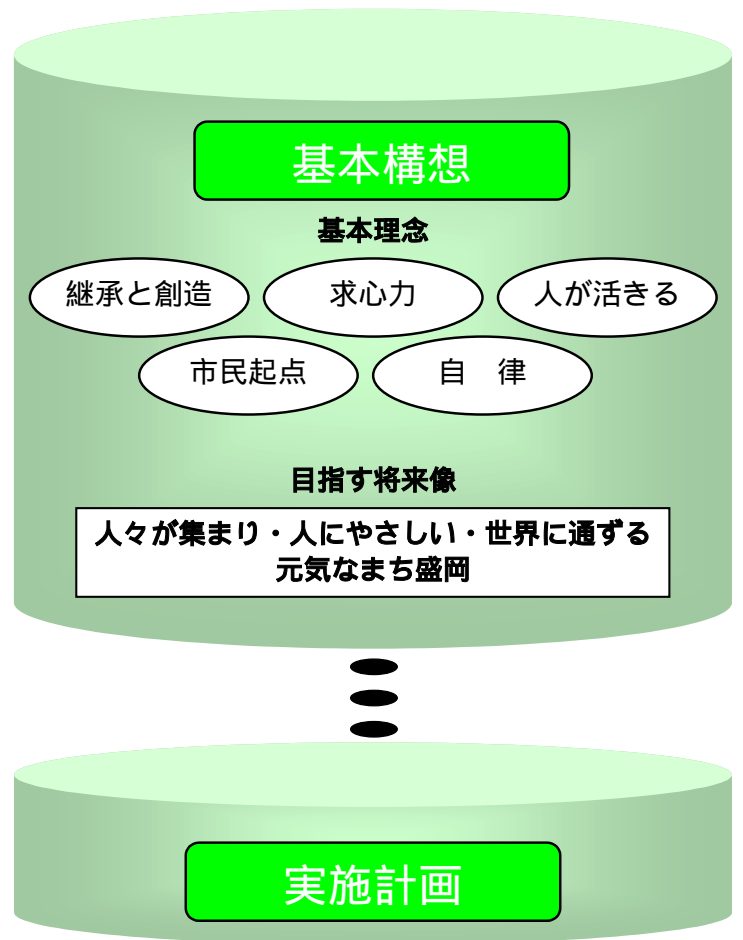 基本構想
基本理念
継承と創造 求心力 人が活きる
市民起点 自　律
目指す将来像
人々が集まり・人にやさしい・世界に通ずる
元気なまち盛岡
実施計画